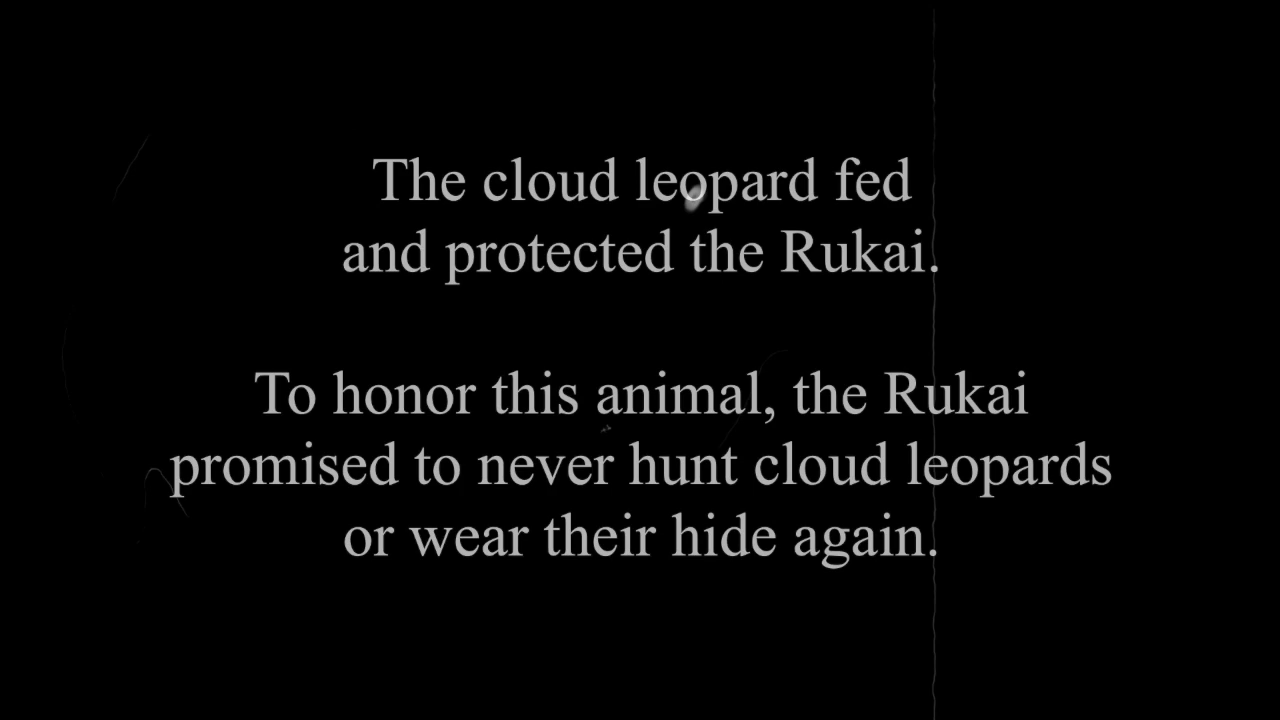 The cloud leopard fed
and protected the Rukai.
To honor this animal, the Rukai
promised to never hunt cloud leopards
or wear their hide again.